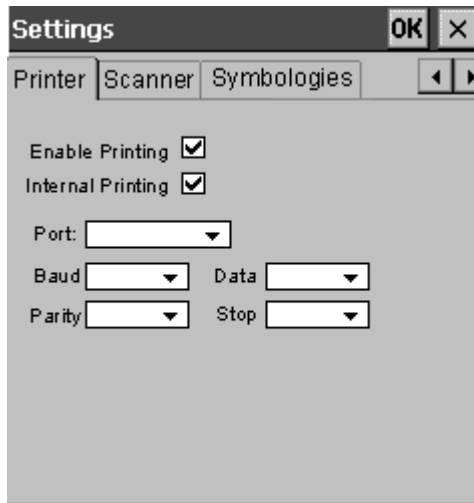 Settings OK
Printer Scanner Symbologies
Enable Printing
Internal Printing
Port:
Baud Data
Parity Stop